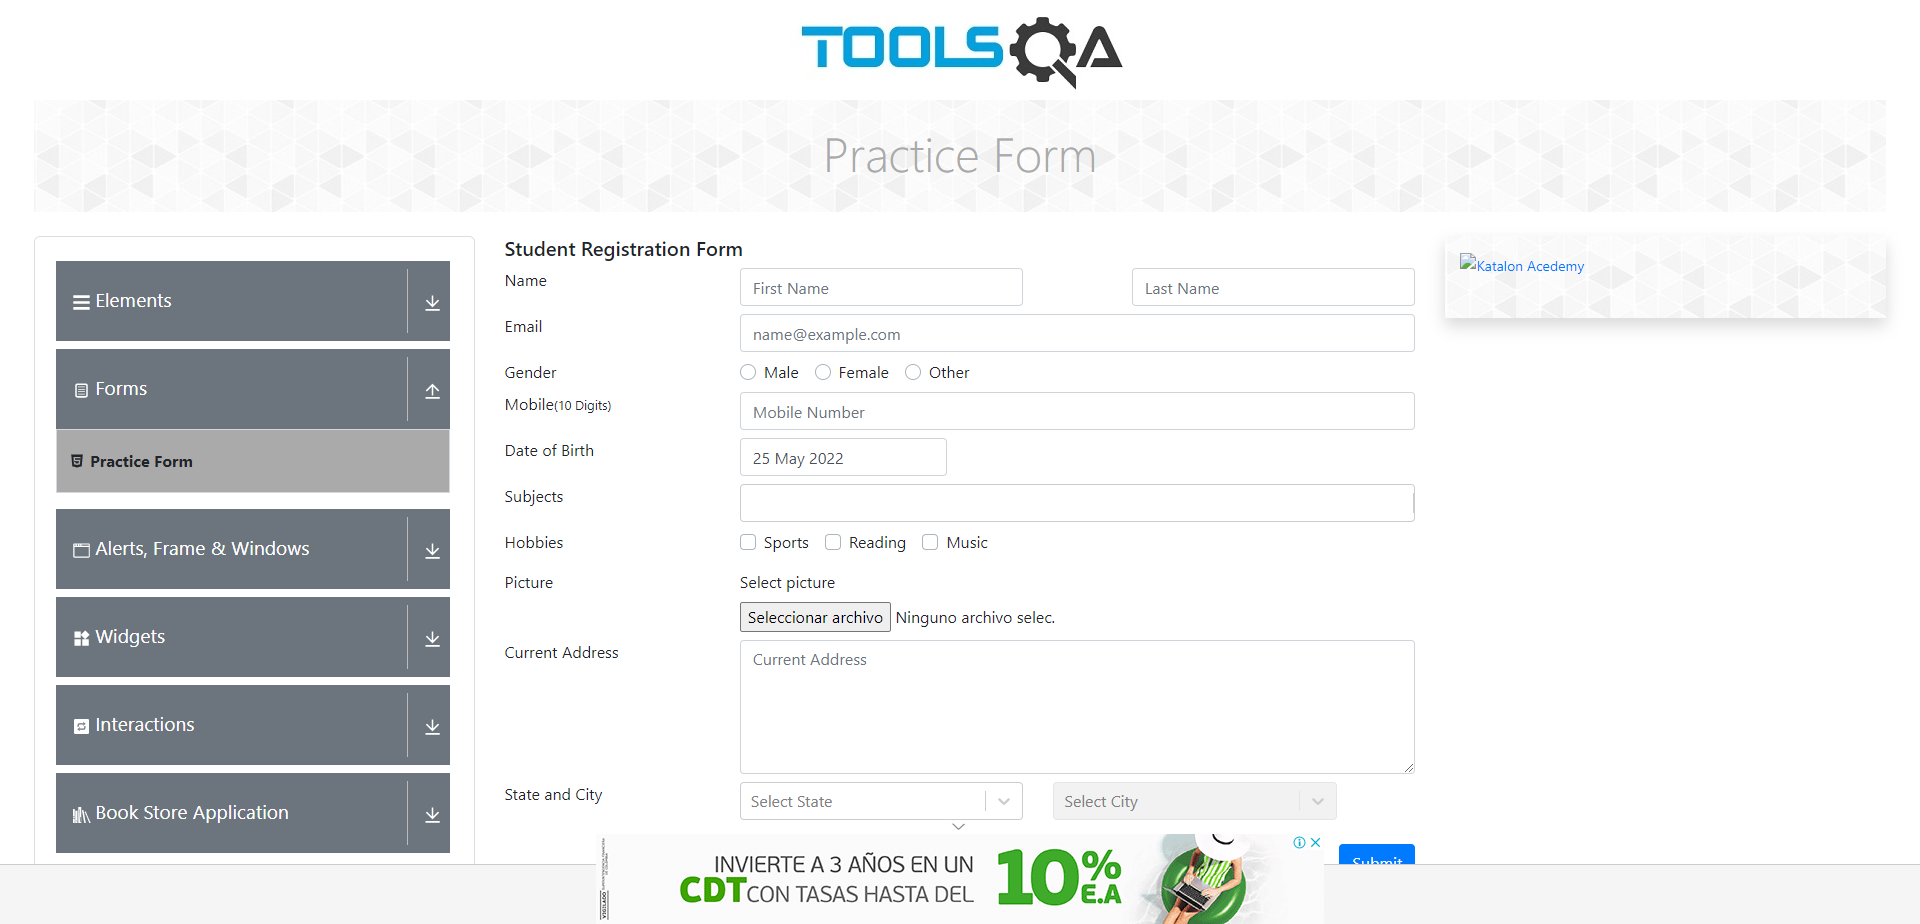 TOOLSQA
Practice Form
Elements
Forms
Practice Form
Alerts, Frame & Windows
Widgets
Interactions
Book Store Application
Student Registration Form
Name
First Name
Last Name
Email
name@example.com
Gender
Male
Female
Other
Mobile(10 Digits)
Mobile Number
Date of Birth
25 May 2022
Subjects
Hobbies
Sports
Reading
Music
Picture
Select picture
Seleccionar archivo Ninguno archivo selec.
Current Address
Current Address
State and City
Select State
Select City
Submit
Katalon Acedemy
VIGILADO
INVIERTE A 3 AÑOS EN UN
CDT CON TASAS HASTA DEL
10% E.A